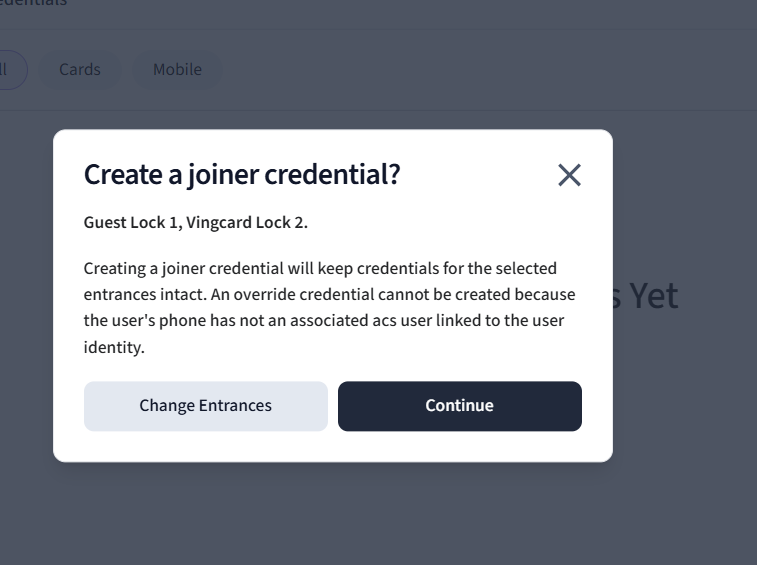 Cards
Mobile
Create a joiner credential?
Guest Lock 1, Vingcard Lock 2.
Creating a joiner credential will keep credentials for the selected
entrances intact. An override credential cannot be created because
the user's phone has not an associated acs user linked to the user
identity.
Yet
Change Entrances
Continue